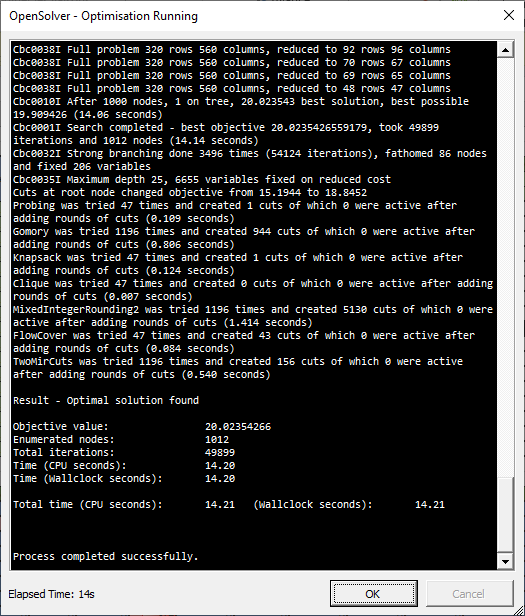 OpenSolver - Optimisation Running
Cbc0038I Full problem 320 rows 560 columns, reduced to 92 rows 96 columns
Cbc0038I Full problem 320 rows 560 columns, reduced to 70 rows 67 columns
Cbc0038I Full problem 320 rows 560 columns, reduced to 69 rows 65 columns
Cbc0038I Full problem 320 rows 560 columns, reduced to 48 rows 47 columns
Cbc0010I After 1000 nodes, 1 on tree, 20.023543 best solution, best possible
19.909426 (14.06 seconds)
Cbc0001I Search completed - best objective 20.0235426559179, took 49899
iterations and 1012 nodes (14.14 seconds)
Cbc0032I Strong branching done 3496 times (54124 iterations), fathomed 86 nodes
and fixed 206 variables
Cbc0035I Maximum depth 25, 6655 variables fixed on reduced cost
Cuts at root node changed objective from 15.1944 to 18.8452
Probing was tried 47 times and created 1 cuts of which 0 were active after
adding rounds of cuts (0.109 seconds)
Gomory was tried 1196 times and created 944 cuts of which 0 were active after
adding rounds of cuts (0.806 seconds)
Knapsack was tried 47 times and created 1 cuts of which 0 were active after
adding rounds of cuts (0.124 seconds)
Clique was tried 47 times and created 0 cuts of which 0 were active after adding
rounds of cuts (0.007 seconds)
MixedIntegerRounding2 was tried 1196 times and created 5130 cuts of which 0 were
active after adding rounds of cuts (1.414 seconds)
FlowCover was tried 47 times and created 43 cuts of which 0 were active after
adding rounds of cuts (0.084 seconds)
TwoMirCuts was tried 1196 times and created 156 cuts of which 0 were active
after adding rounds of cuts (0.540 seconds)
Result - Optimal solution found
Objective value: 20.02354266
Enumerated nodes: 1012
Total iterations: 49899
Time (CPU seconds): 14.20
Time (Wallclock seconds): 14.20
Total time (CPU seconds): 14.21 (Wallclock seconds): 14.21
Process completed successfully.
Elapsed Time: 14s
OK
Cancel